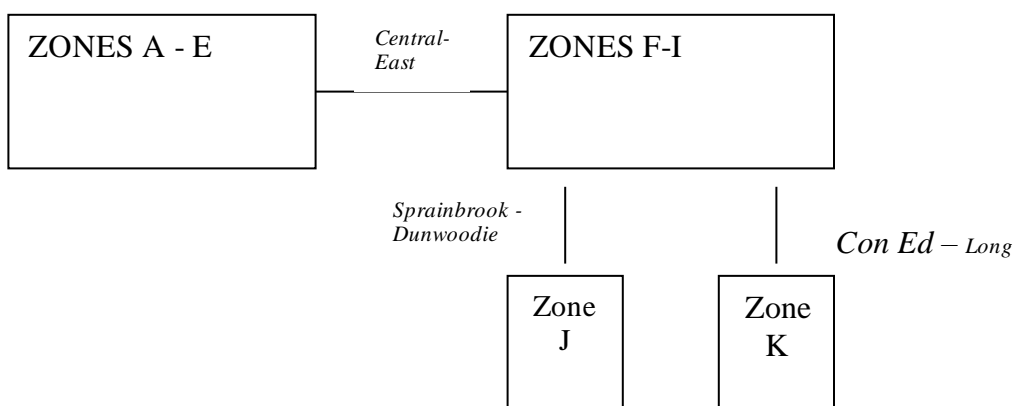 ZONES A - E
Central-
East
ZONES F-I
Sprainbrook -
Dunwoodie
Con Ed – Long
Zone
J
Zone
K